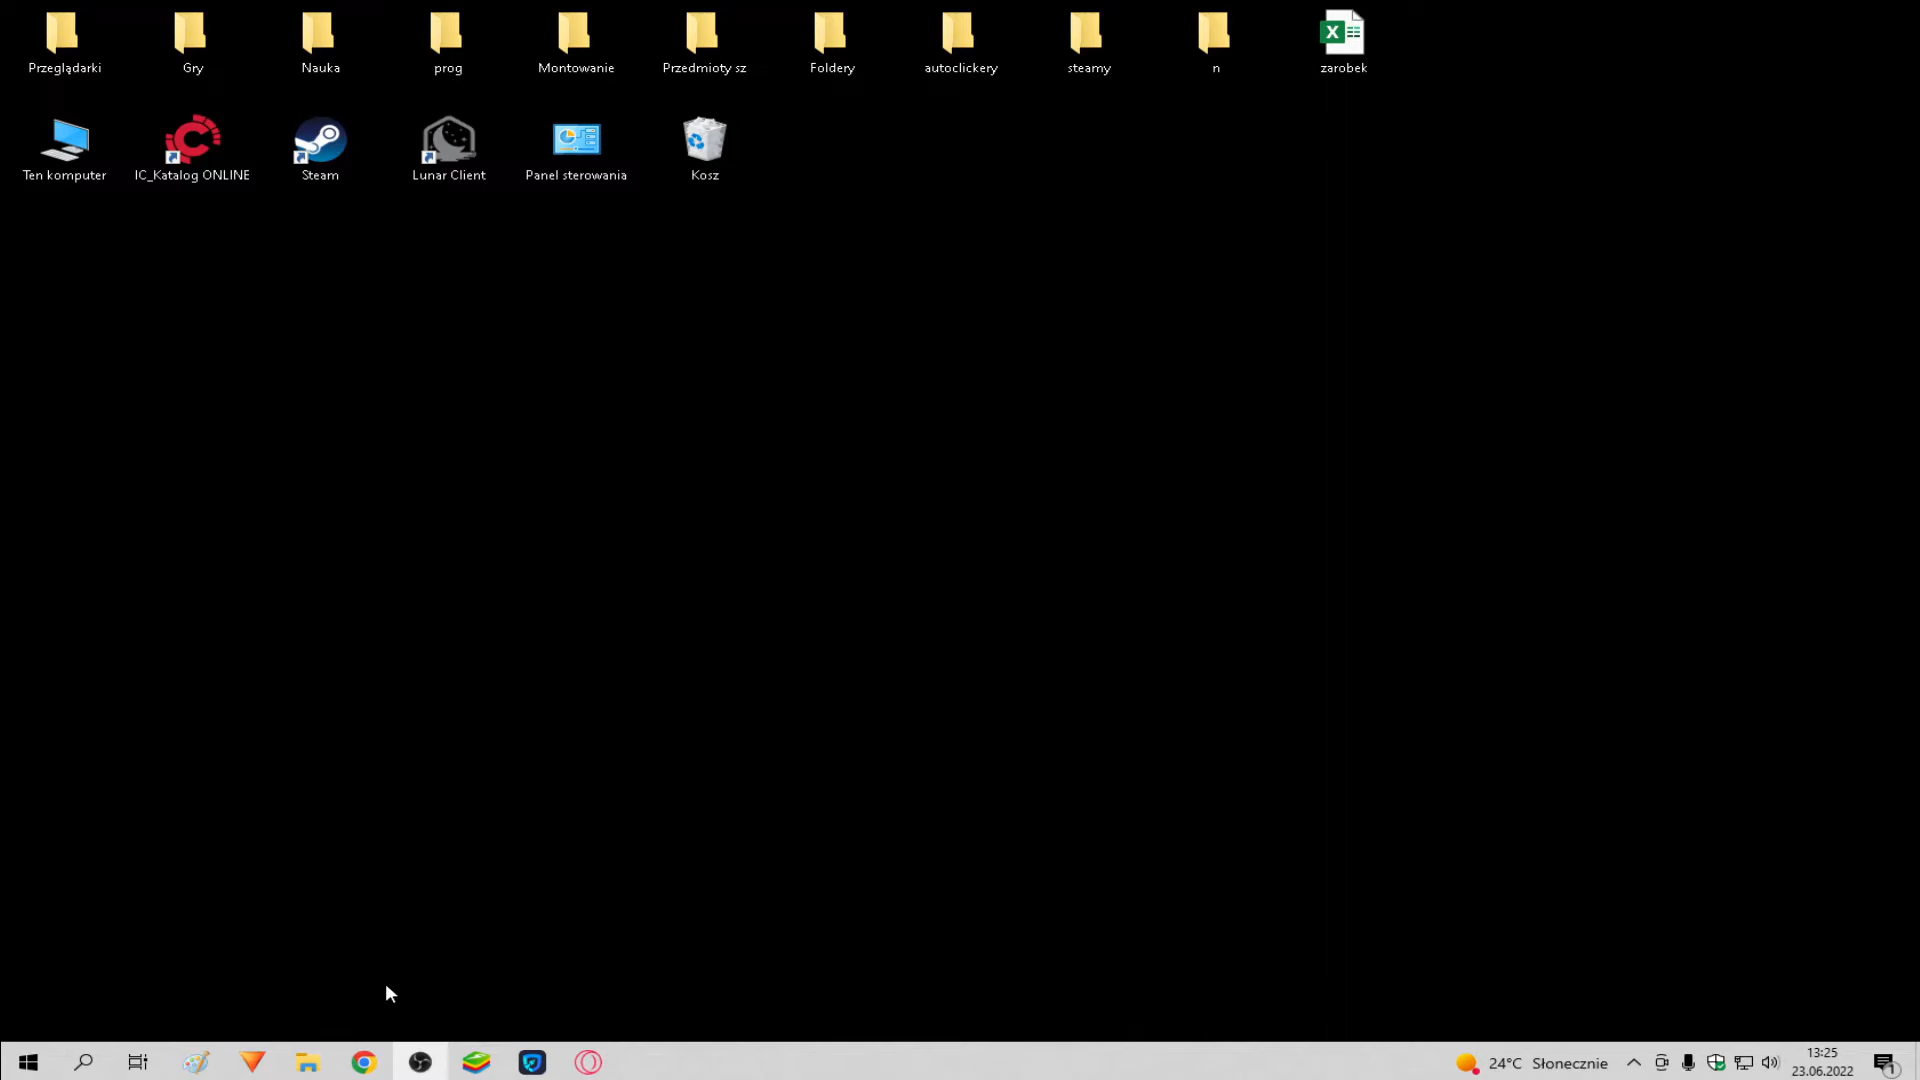 Przeglądarki
Gry
Nauka
prog
Montowanie
Przedmioty sz
Foldery
autoclickery
steamy
n
zarobek
Ten komputer
IC_Katalog ONLINE
Steam
Lunar Client
Panel sterowania
Kosz
24°C Słonecznie
13:25
23.06.2022
1